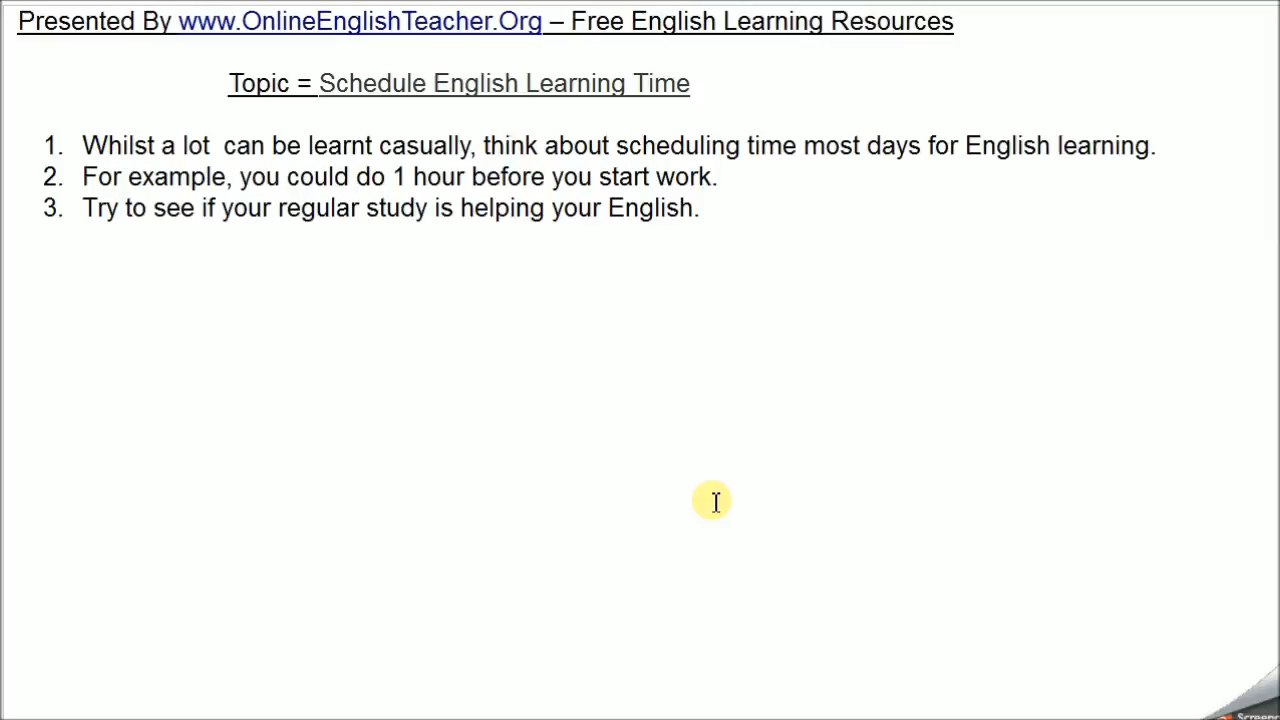 Presented By www.OnlineEnglishTeacher.Org – Free English Learning Resources
Topic = Schedule English Learning Time
1. Whilst a lot  can be learnt casually, think about scheduling time most days for English learning.
2. For example, you could do 1 hour before you start work.
3. Try to see if your regular study is helping your English.